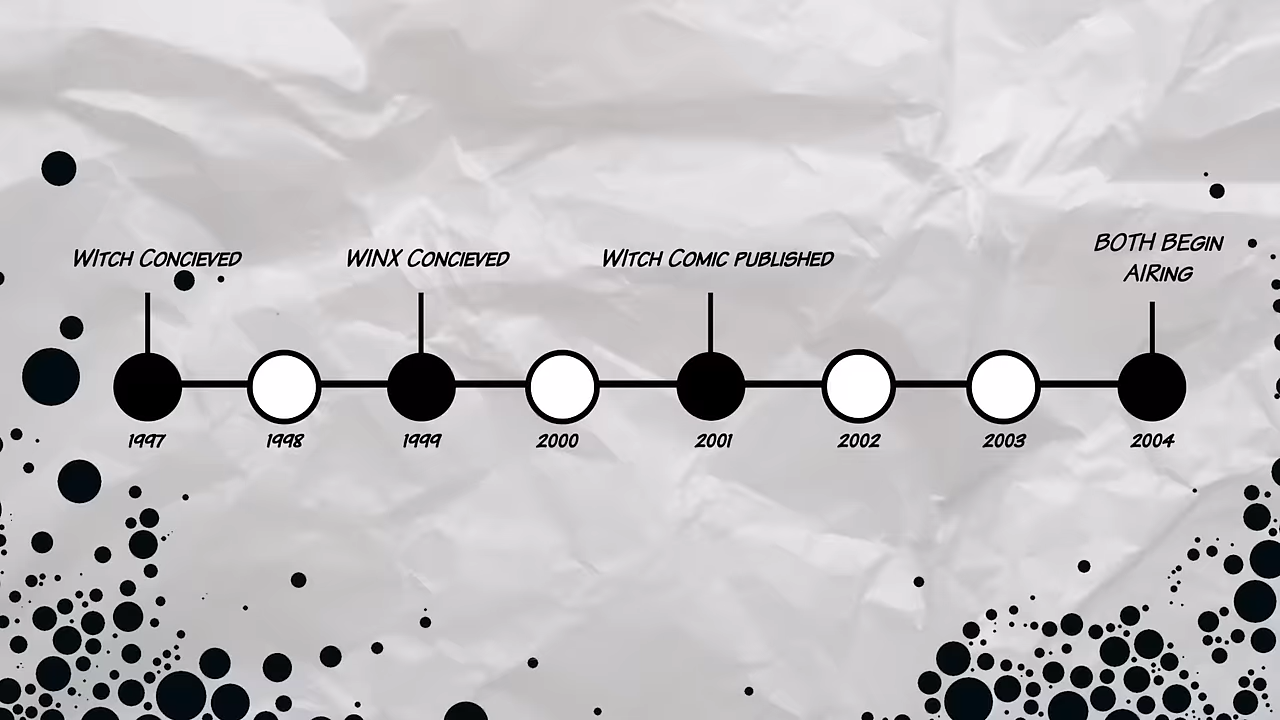 Witch Concieved
WINX Concieved
Witch Comic published
BOTH BEGIN
AIRING
1997
1998
1999
2000
2001
2002
2003
2004